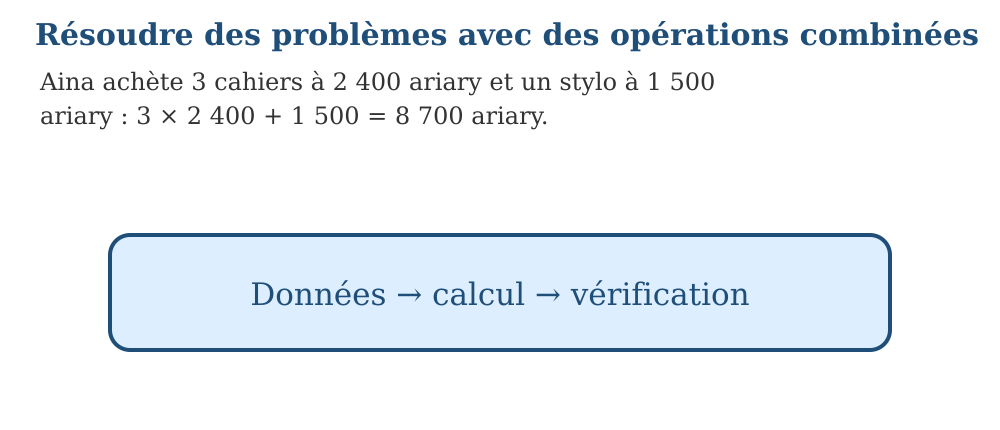 Résoudre des problèmes avec des opérations combinées
Aina achète 3 cahiers à 2 400 ariary et un stylo à 1 500
ariary : 3 × 2 400 + 1 500 = 8 700 ariary.
Données → calcul → vérification